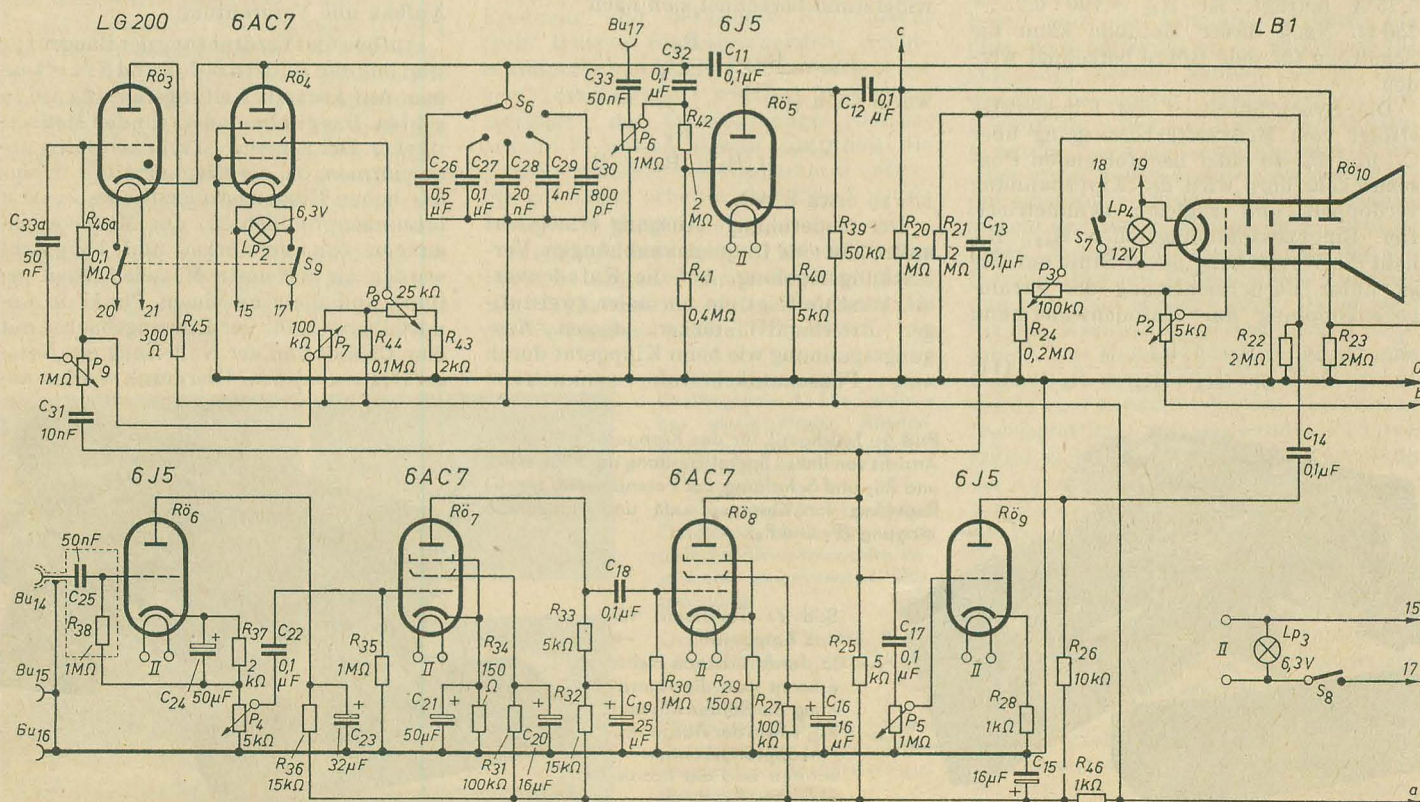 LG200
6AC7
Bu17
6J5
LB1
Rö3
Rö4
C33
50nF
C32
0,1
µF
C11
0,1µF
c
Rö5
C12
0,1
µF
S6
P6
1MΩ
R42
2
MΩ
C26
0,5
µF
C27
0,1
µF
C28
20
nF
C29
4nF
C30
800
pF
18
19
Rö10
Lp4
S7
12V
C33a
50
nF
R46a
0,1
MΩ
6,3V
Lp2
S9
20
21
15
17
II
R39
50kΩ
R20
2
MΩ
R21
2
MΩ
C13
0,1µF
P8
25kΩ
R41
0,4MΩ
R40
5kΩ
P3
100kΩ
P2
5kΩ
R45
300
100
kΩ
P7
R44
0,1MΩ
R43
2kΩ
R24
0,2MΩ
R22
2MΩ
R23
2MΩ
P9
1MΩ
0
b
C31
10nF
C14
0,1µF
6J5
6AC7
6AC7
6J5
Rö6
Rö7
Rö8
Rö9
50nF
C25
Bu14
R38
1MΩ
II
C24
50µF
R37
2
kΩ
C22
0,1
µF
R35
1MΩ
R34
150
Ω
R33
5kΩ
C18
0,1µF
R30
1MΩ
R29
150Ω
R25
5
kΩ
C17
0,1
µF
R28
1kΩ
R26
10kΩ
15
II
Lp3
6,3V
S8
17
Bu15
Bu16
P4
5kΩ
R36
15kΩ
C23
32µF
C21
50µF
R31
100kΩ
C20
16µF
R32
15kΩ
C19
25
µF
R27
100
kΩ
C16
16
µF
P5
1MΩ
16µF
C15
R46
1kΩ
a